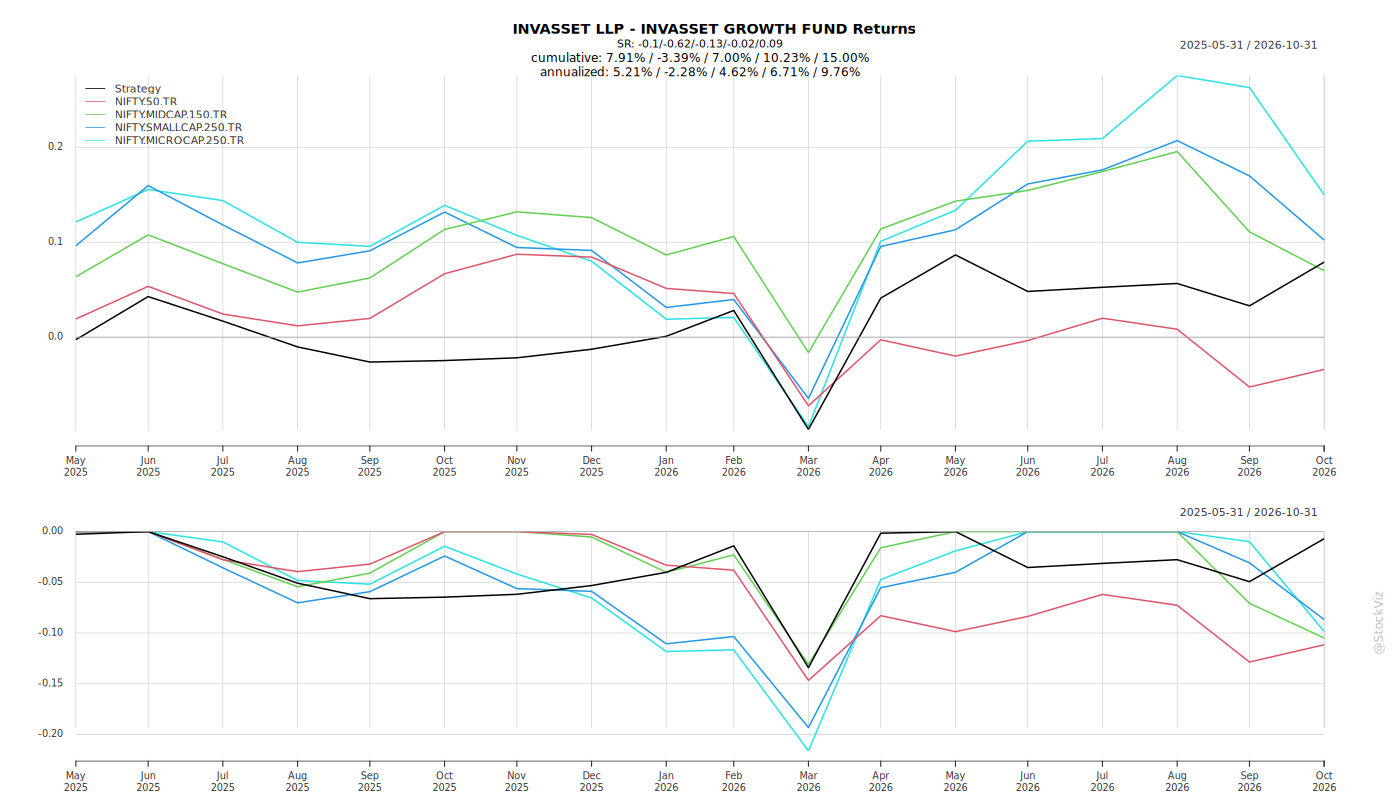 INVASSET LLP - INVASSET GROWTH FUND Returns
SR: -0.1/-0.62/-0.13/-0.02/0.09
cumulative: 7.91% / -3.39% / 7.00% / 10.23% / 15.00%
annualized: 5.21% / -2.28% / 4.62% / 6.71% / 9.76%
2025-05-31 / 2026-10-31
Strategy
NIFTY.50.TR
NIFTY.MIDCAP.150.TR
NIFTY.SMALLCAP.250.TR
NIFTY.MICROCAP.250.TR
0.2
0.1
0.0
May Jun Jul Aug Sep Oct Nov Dec Jan Feb Mar Apr May Jun Jul Aug Sep Oct
2025 2025 2025 2025 2025 2025 2025 2025 2026 2026 2026 2026 2026 2026 2026 2026 2026 2026
2025-05-31 / 2026-10-31
0.00
-0.05
-0.10
-0.15
-0.20
May Jun Jul Aug Sep Oct Nov Dec Jan Feb Mar Apr May Jun Jul Aug Sep Oct
2025 2025 2025 2025 2025 2025 2025 2025 2026 2026 2026 2026 2026 2026 2026 2026 2026 2026
@StockViz